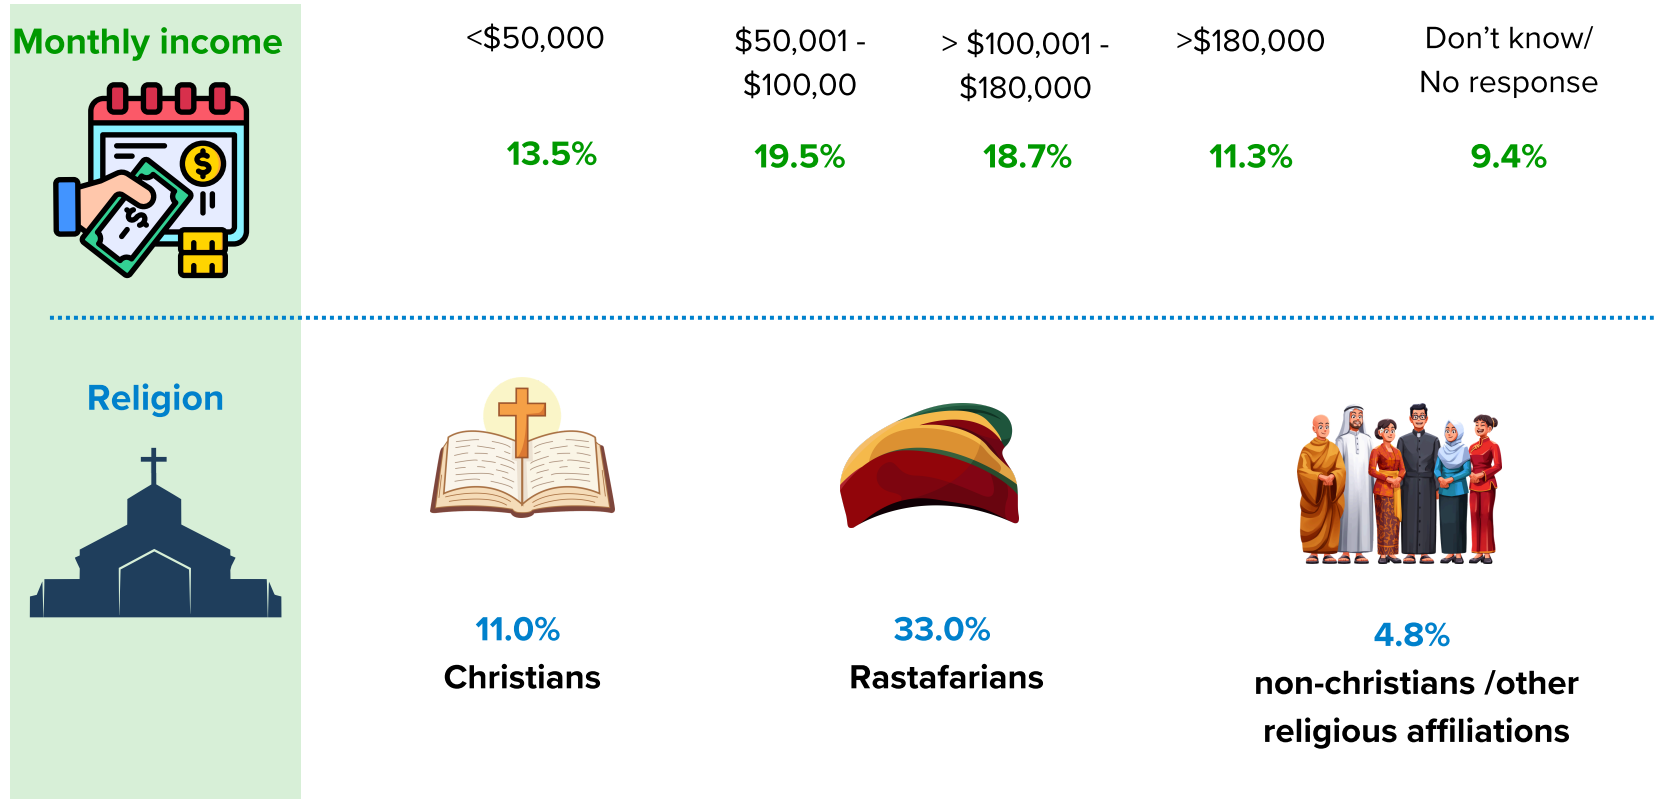 Monthly income
<$50,000
$50,001 -
$100,00
> $100,001 -
$180,000
>$180,000
Don’t know/
No response
13.5%
19.5%
18.7%
11.3%
9.4%
Religion
11.0%
Christians
33.0%
Rastafarians
4.8%
non-christians /other
religious affiliations